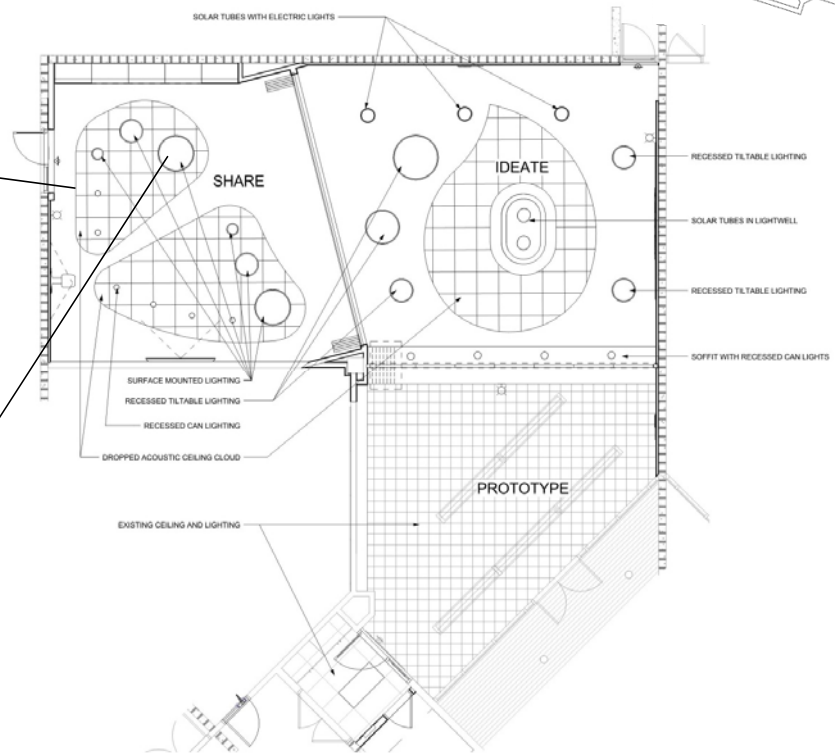 SOLAR TUBES WITH ELECTRIC LIGHTS
SHARE
IDEATE
RECESSED TILTABLE LIGHTING
SOLAR TUBES IN LIGHTWELL
RECESSED TILTABLE LIGHTING
SOFFIT WITH RECESSED CAN LIGHTS
SURFACE MOUNTED LIGHTING
RECESSED TILTABLE LIGHTING
RECESSED CAN LIGHTING
DROPPED ACOUSTIC CEILING CLOUD
PROTOTYPE
EXISTING CEILING AND LIGHTING